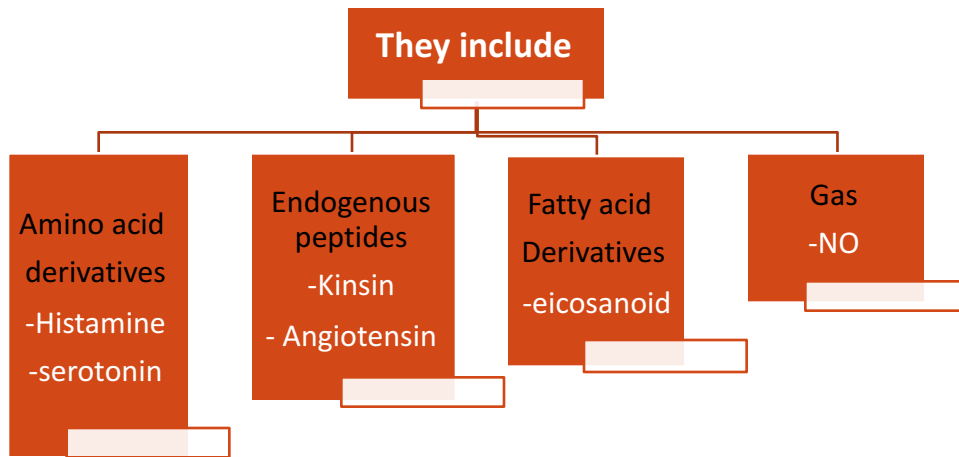 They include
Amino acid
derivatives
-Histamine
-serotonin
Endogenous
peptides
-Kinsin
- Angiotensin
Fatty acid
Derivatives
-eicosanoid
Gas
-NO